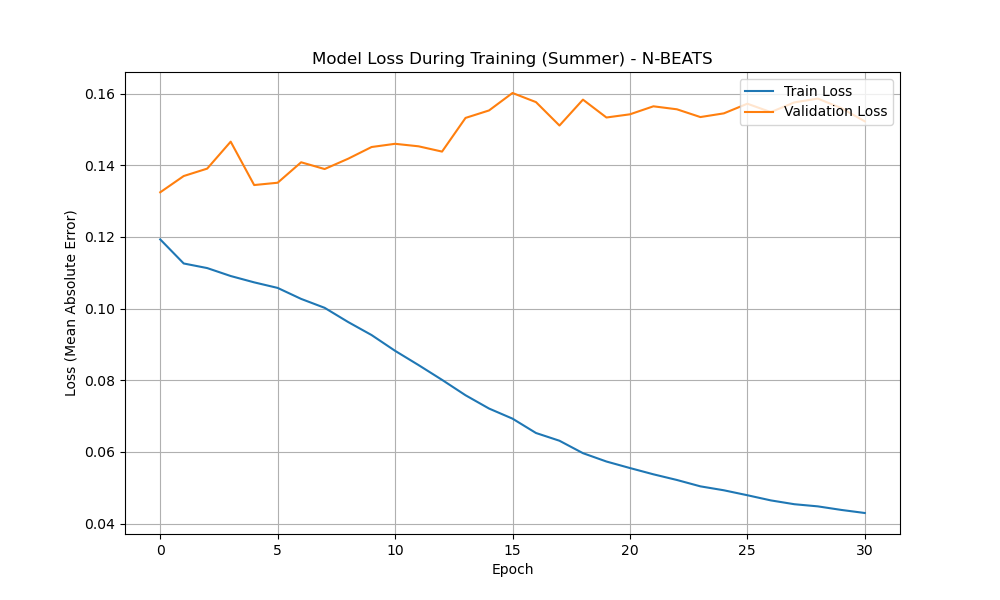 Model Loss During Training (Summer) - N-BEATS
Train Loss
Validation Loss
Loss (Mean Absolute Error)
0.16
0.14
0.12
0.10
0.08
0.06
0.04
0
5
10
15
20
25
30
Epoch